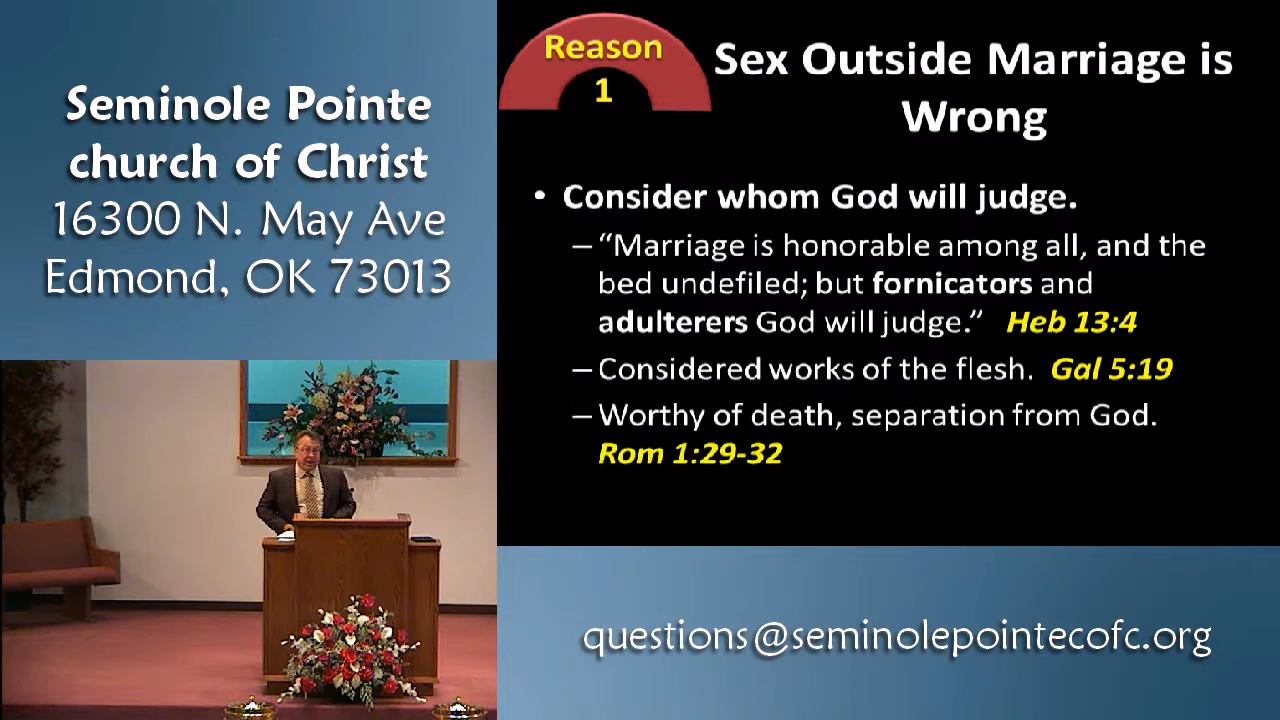 Seminole Pointe
church of Christ
16300 N. May Ave
Edmond, OK 73013
Reason
1
Sex Outside Marriage is
Wrong
• Consider whom God will judge.
– “Marriage is honorable among all, and the
bed undefiled; but fornicators and
adulterers God will judge.” Heb 13:4
– Considered works of the flesh. Gal 5:19
– Worthy of death, separation from God.
Rom 1:29-32
questions@seminolepointecofc.org